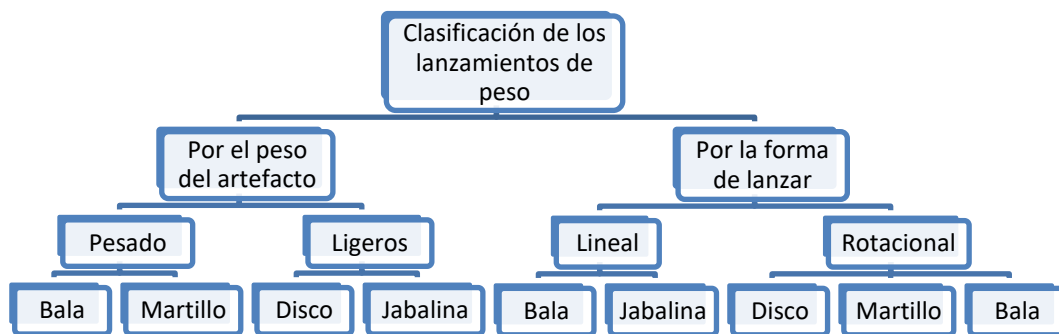 Clasificación de los
lanzamientos de
peso
Por el peso
del artefacto
Por la forma
de lanzar
Pesado
Ligeros
Lineal
Rotacional
Bala
Martillo
Disco
Jabalina
Bala
Jabalina
Disco
Martillo
Bala